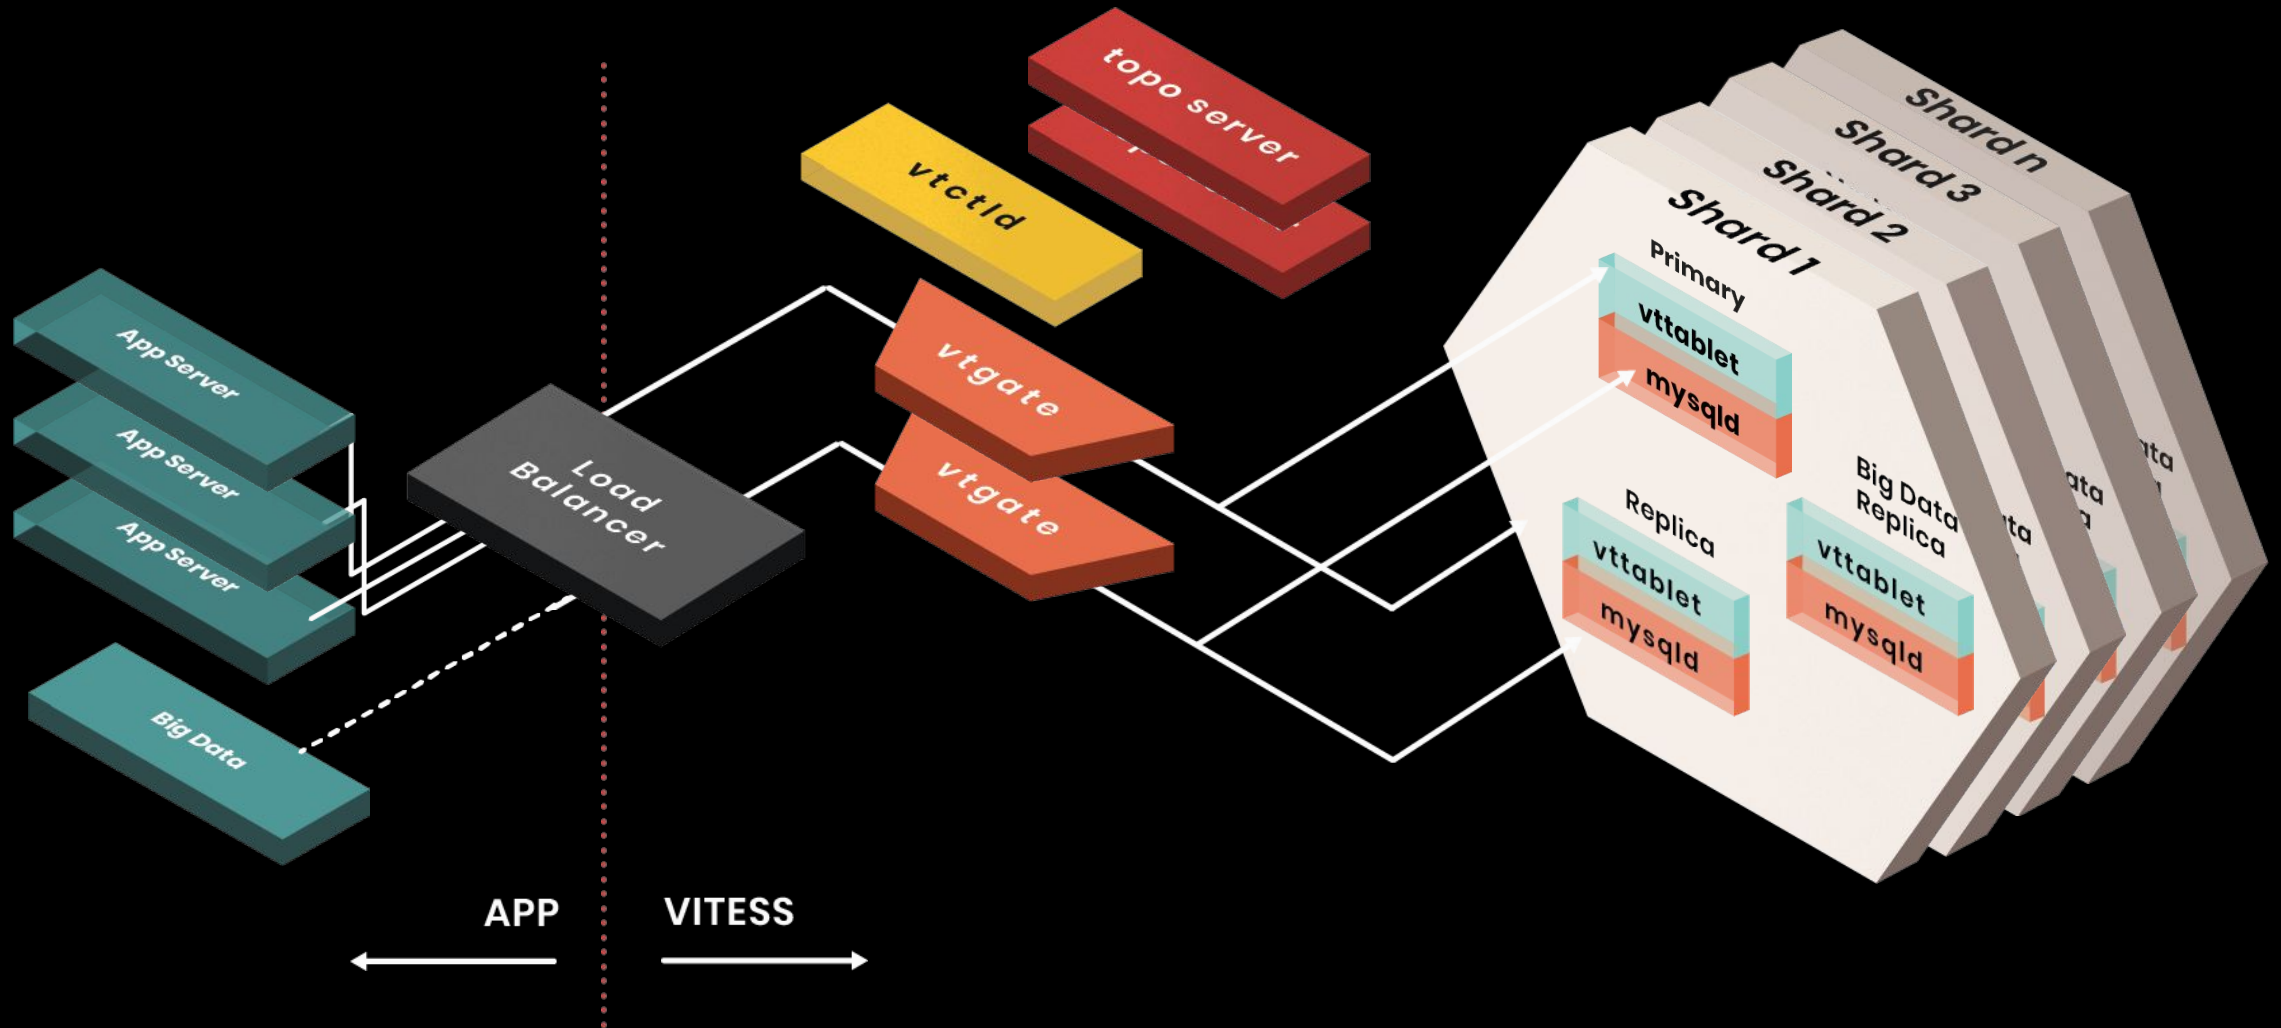 topo server
vtctld
App Server
App Server
App Server
Big Data
Load
Balancer
vtgate
vtgate
Shard n
Shard 3
Shard 2
Shard 1
Primary
vttablet
mysqld
Replica
vttablet
mysqld
Big Data
Replica
vttablet
mysqld
APP
VITESS